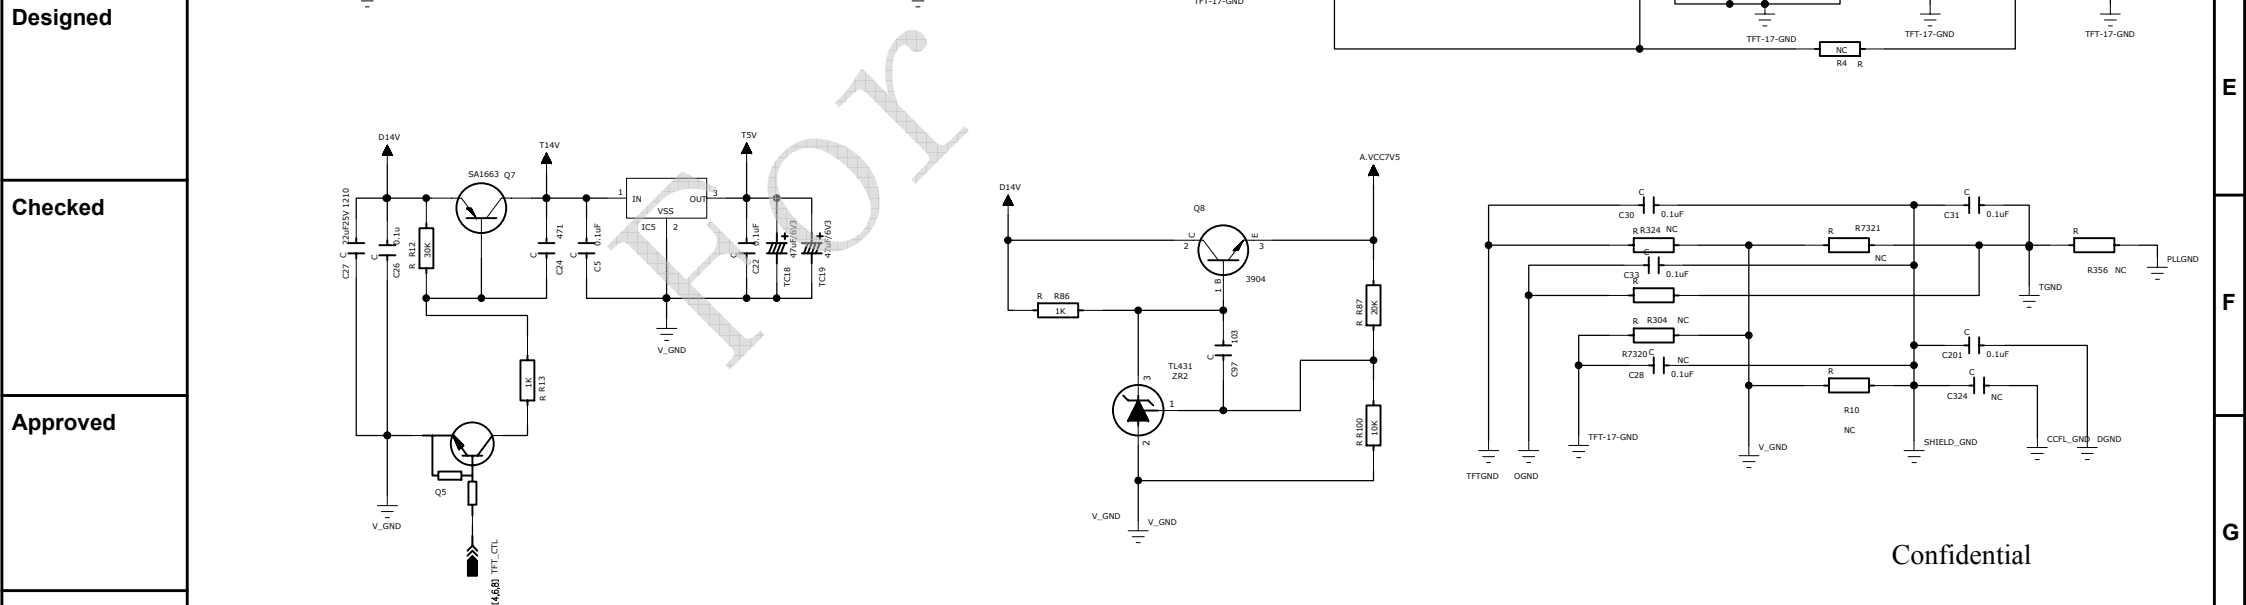 Designed
TFT-17-GND
TFT-17-GND
TFT-17-GND
TFT-17-GND
NC
R4 R
E
For
D14V
SA1663 Q7
T14V
T5V
1
IN
OUT
3
VSS
IC5
2
C 22uF25V 1210
C27
C 0.1u
C26
R R12
30K
C 471
C24
C 0.1uF
C5
C 0.1uF
C22
+
47uF/6V3
TC18
+
47uF/6V3
TC19
V_GND
1K
R R13
Q5
V_GND
TFT_CTL
[4,6,8]
Checked
Approved
D14V
Q8
A.VCC7V5
C
2
E
3
1 B
3904
R R86
1K
R R87
20K
C 103
C97
TL431
ZR2
3
1
2
R R100
10K
V_GND
V_GND
C
C30 0.1uF
C
C31 0.1uF
R R324 NC
R R7321
NC
R
R356 NC
PLLGND
C
C33 0.1uF
R
TGND
R R304 NC
R7320 C NC
C28 0.1uF
C
C201 0.1uF
R
R10
NC
C
C324 NC
TFT-17-GND
V_GND
SHIELD_GND
CCFL_GND
DGND
TFTGND
OGND
F
G
Confidential